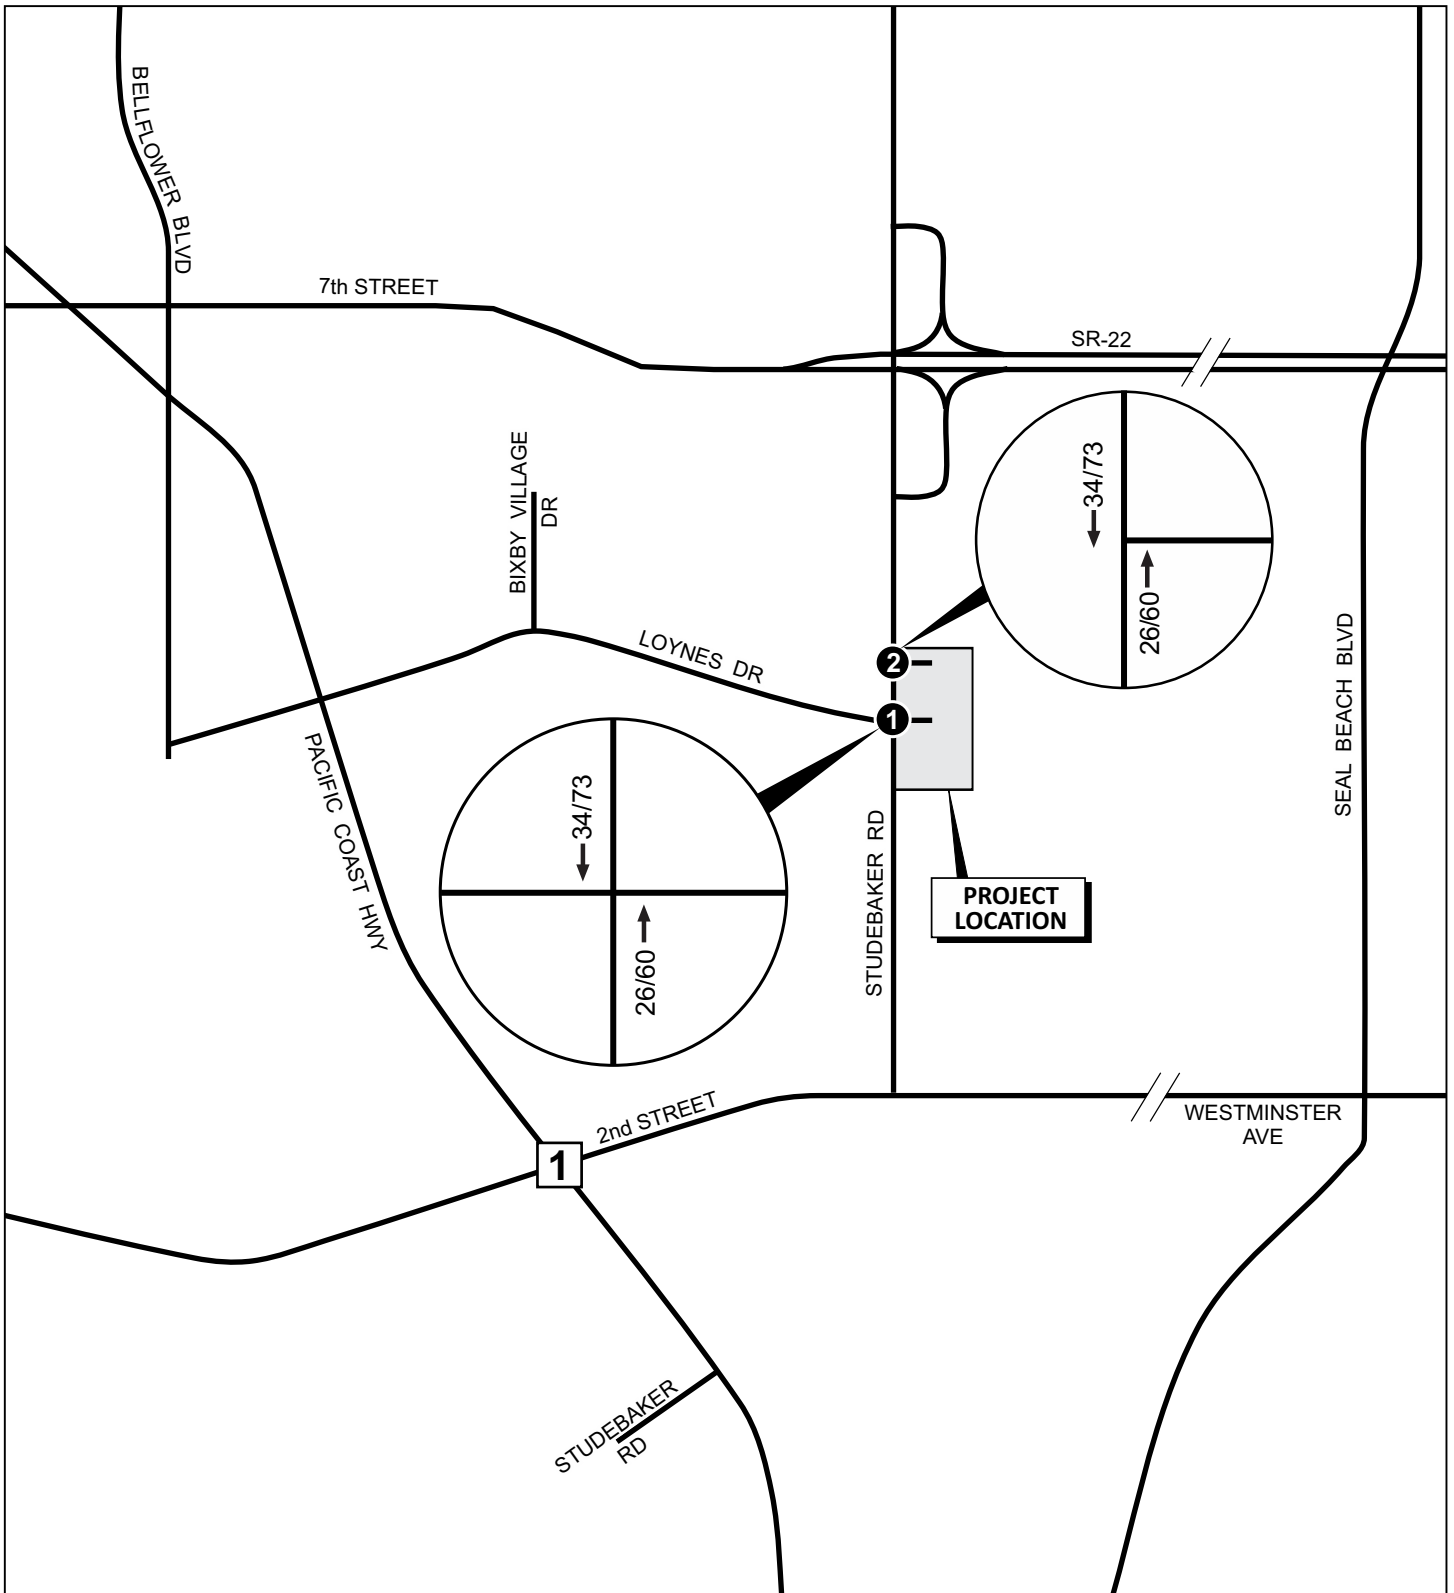 BELLFLOWER BLVD
7th STREET
SR-22
34/73
26/60
BIXBY VILLAGE
DR
LOYNES DR
2
1
SEAL BEACH BLVD
PACIFIC COAST HWY
34/73
26/60
STUDEBAKER RD
PROJECT
LOCATION
2nd STREET
WESTMINSTER
AVE
1
STUDEBAKER
RD